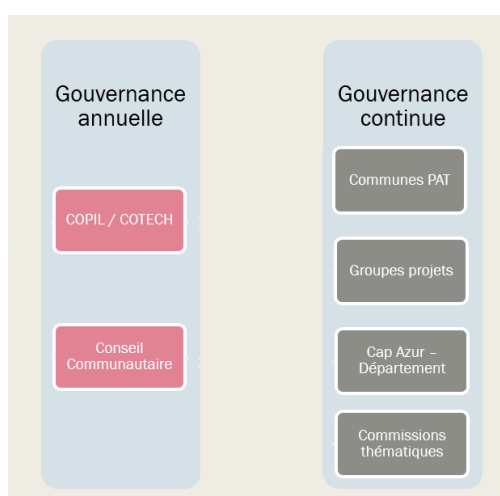 Gouvernance
annuelle
COPIL / COTECH
Conseil
Communautaire
Gouvernance
continue
Communes PAT
Groupes projets
Cap Azur –
Département
Commissions
thématiques